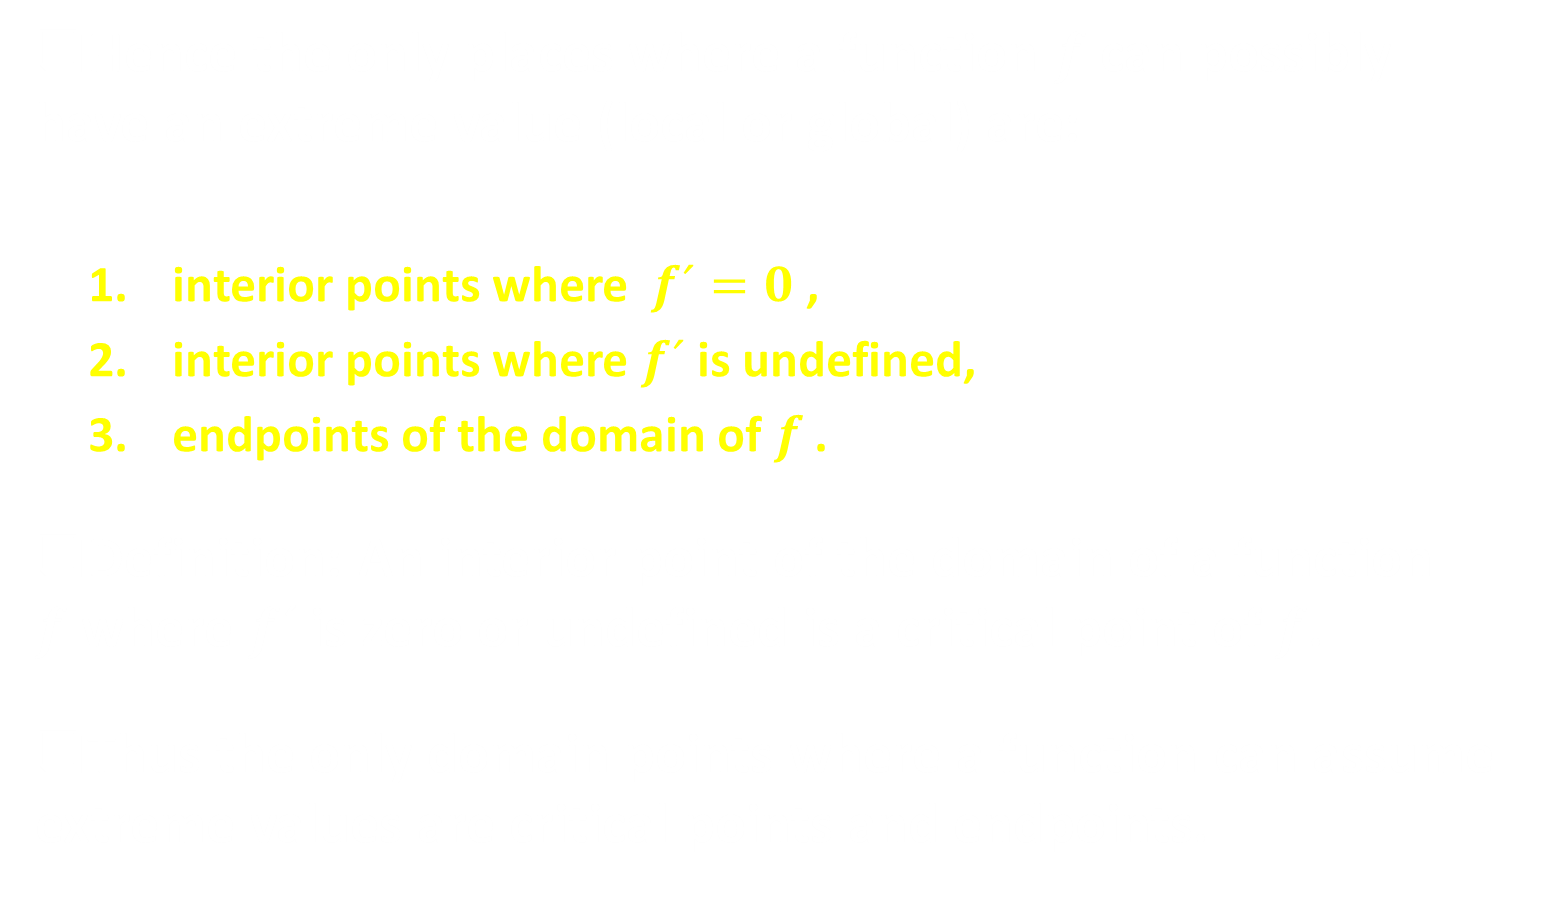 1. interior points where f′ = 0 ,
2. interior points where f′ is undefined,
3. endpoints of the domain of f .